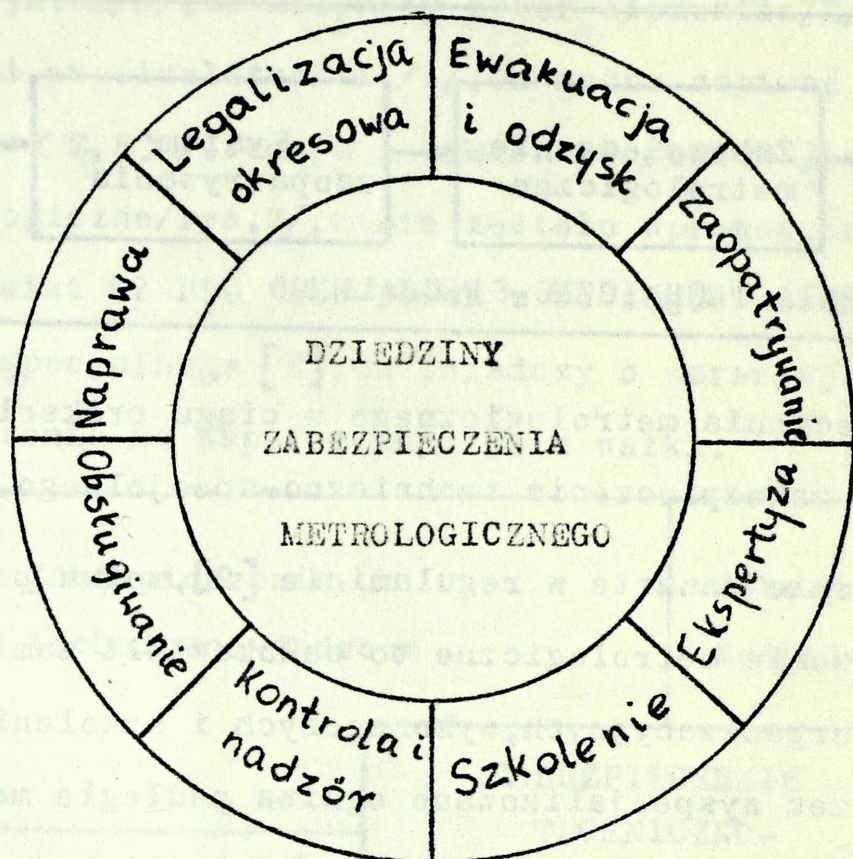 Legalizacja
okresowa
Ewakuacja
i odzysk
Zaopatrywanie
Ekspertyza
Szkolenie
Kontrola i
nadzór
Obsługiwanie
Naprawa
DZIEDZINY
ZABEZPIECZENIA
METROLOGICZNEGO